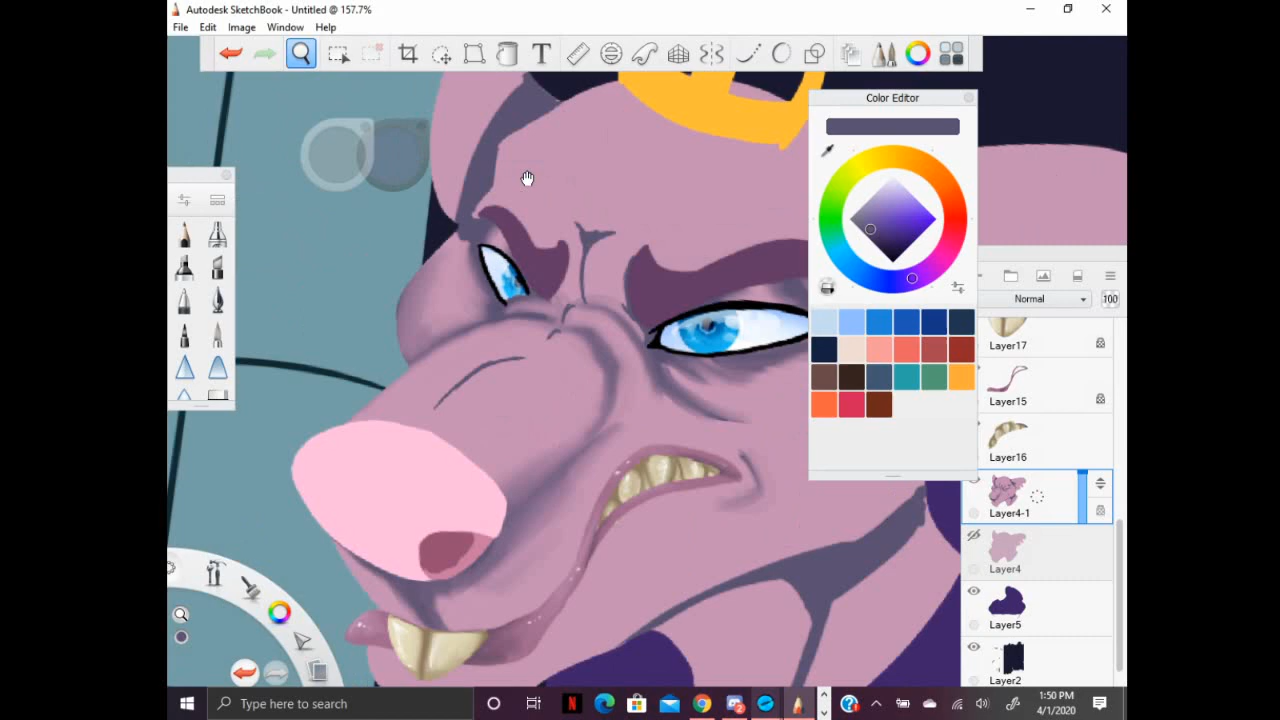 Autodesk SketchBook - Untitled @ 157.7%
File Edit Image Window Help
T
Color Editor
Normal
100
Layer17
Layer15
Layer16
Layer4-1
Layer4
Layer5
Layer2
Type here to search
2
1:50 PM
4/1/2020